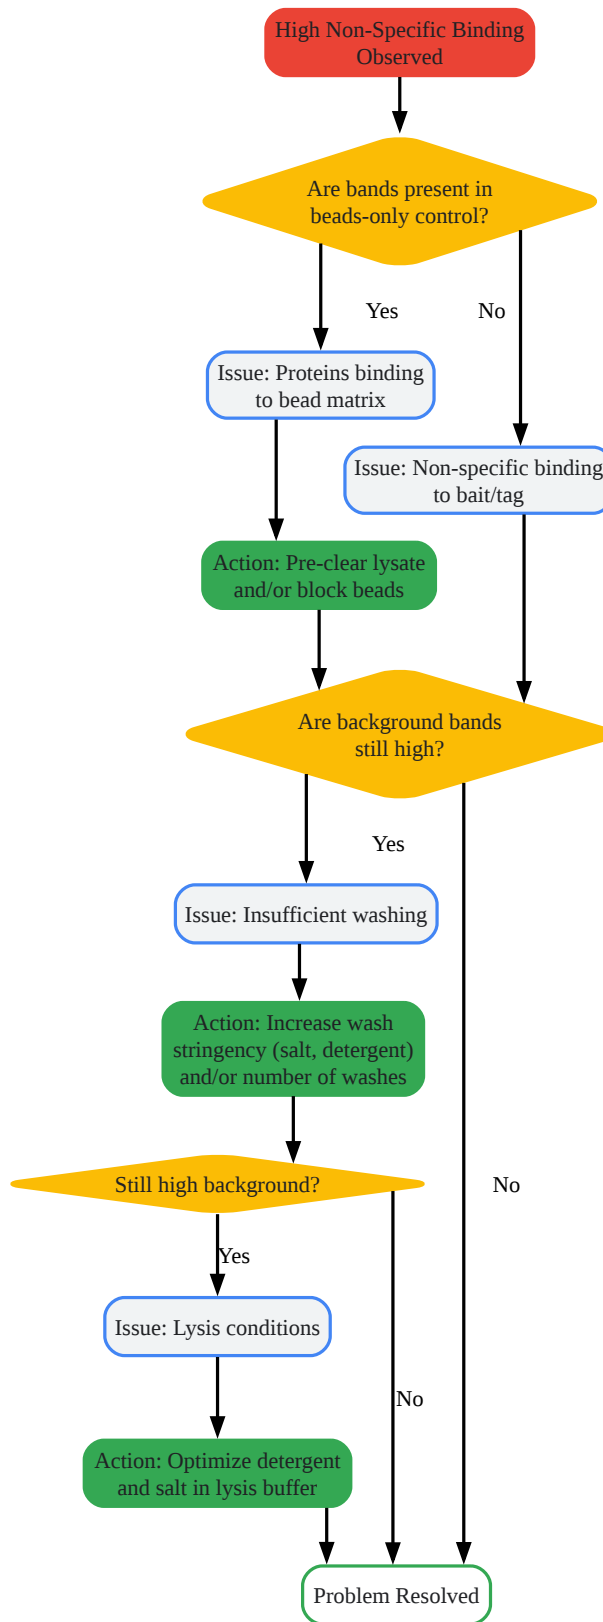 High Non-Specific Binding
Observed
Are bands present in
beads-only control?
Yes
No
Issue: Proteins binding
to bead matrix
Issue: Non-specific binding
to bait/tag
Action: Pre-clear lysate
and/or block beads
Are background bands
still high?
Yes
Issue: Insufficient washing
Action: Increase wash
stringency (salt, detergent)
and/or number of washes
Still high background?
No
Yes
Issue: Lysis conditions
No
Action: Optimize detergent
and salt in lysis buffer
Problem Resolved